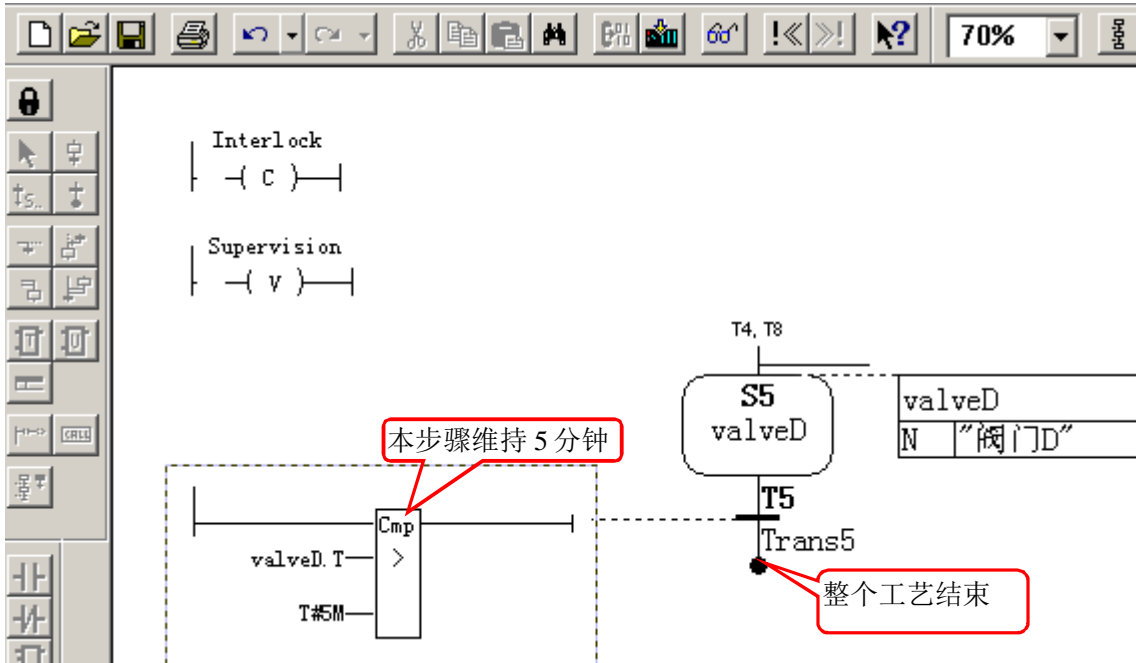 70%
Interlock
( C )
Supervision
( V )
T4, T8
S5
valveD
valveD
N "阀门D"
本步骤维持5分钟
T5
Trans5
Cmp
valveD.T
>
T#5M
整个工艺结束